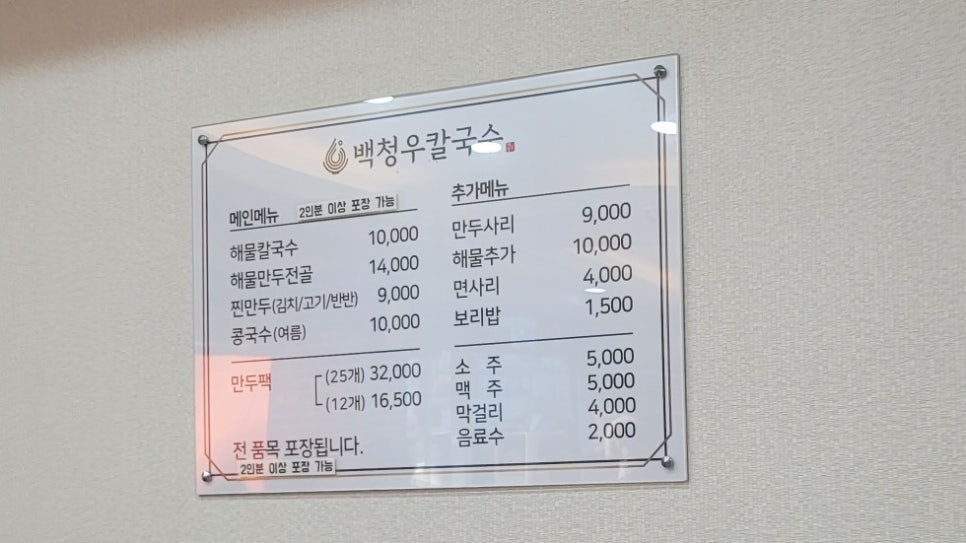 백청우칼국수
메인메뉴 2인분 이상 포장 가능
해물칼국수 10,000
해물만두전골 14,000
찐만두(김치/고기/반반) 9,000
콩국수(여름) 10,000
만두팩 (25개) 32,000
(12개) 16,500
전 품목 포장됩니다.
2인분 이상 포장 가능
추가메뉴
만두사리 9,000
해물추가 10,000
면사리 4,000
보리밥 1,500
소 주 5,000
맥 주 5,000
막걸리 4,000
음료수 2,000